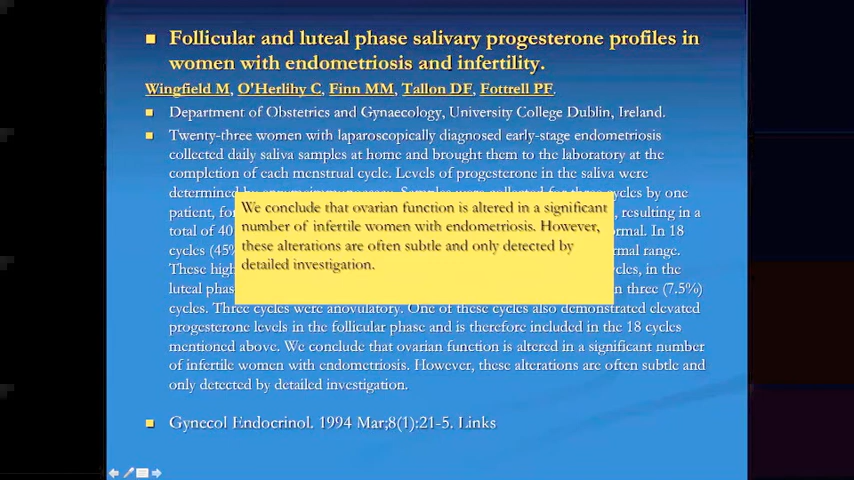 Follicular and luteal phase salivary progesterone profiles in
women with endometriosis and infertility.
Wingfield M, O'Herlihy C, Finn MM, Tallon DF, Fottrell PF.
Department of Obstetrics and Gynaecology, University College Dublin, Ireland.
Twenty-three women with laparoscopically diagnosed early-stage endometriosis
collected daily saliva samples at home and brought them to the laboratory at the
completion of each menstrual cycle. Levels of progesterone in the saliva were
determined cycles by one
patient, , resulting in a
total of 40 In 18
cycles (45% range.
These in the
luteal three (7.5%)
cycles. Three cycles were anovulatory. One of these cycles also demonstrated elevated
progesterone levels in the follicular phase and is therefore included in the 18 cycles
mentioned above. We conclude that ovarian function is altered in a significant number
of infertile women with endometriosis. However, these alterations are often subtle and
only detected by detailed investigation.
We conclude that ovarian function is altered in a significant
number of infertile women with endometriosis. However,
these alterations are often subtle and only detected by
detailed investigation.
Gynecol Endocrinol. 1994 Mar;8(1):21-5. Links